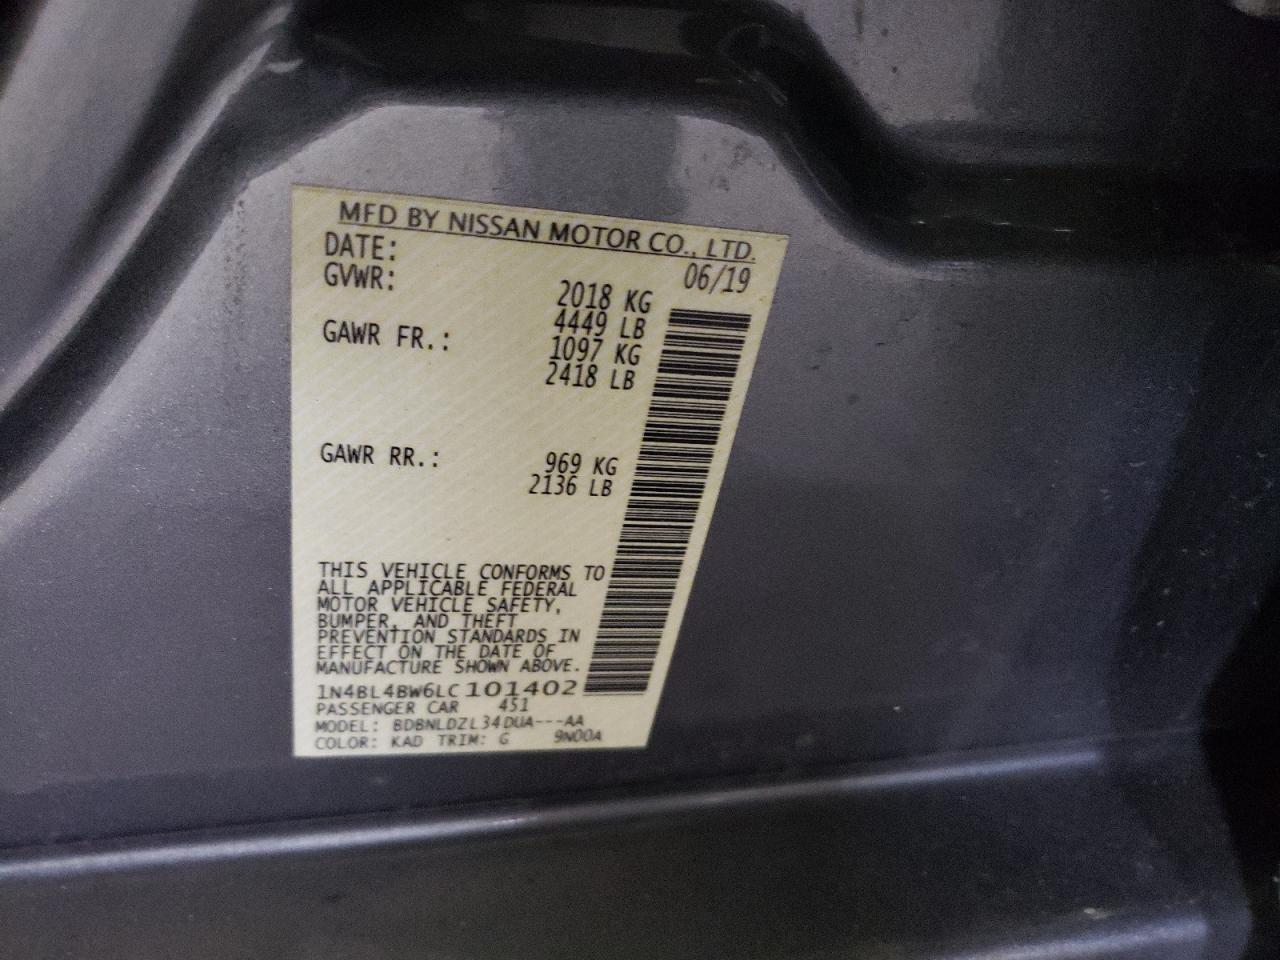 MFD BY NISSAN MOTOR CO., LTD.
DATE: 06/19
GVWR: 2018 KG
4449 LB
GAWR FR.: 1097 KG
2418 LB
GAWR RR.: 969 KG
2136 LB
THIS VEHICLE CONFORMS TO
ALL APPLICABLE FEDERAL
MOTOR VEHICLE SAFETY,
BUMPER, AND THEFT
PREVENTION STANDARDS IN
EFFECT ON THE DATE OF
MANUFACTURE SHOWN ABOVE.
1N4BL4BW6LC101402
PASSENGER CAR 451
MODEL: BDBNLDZL34DUA---AA
COLOR: KAD TRIM: G 9N00A